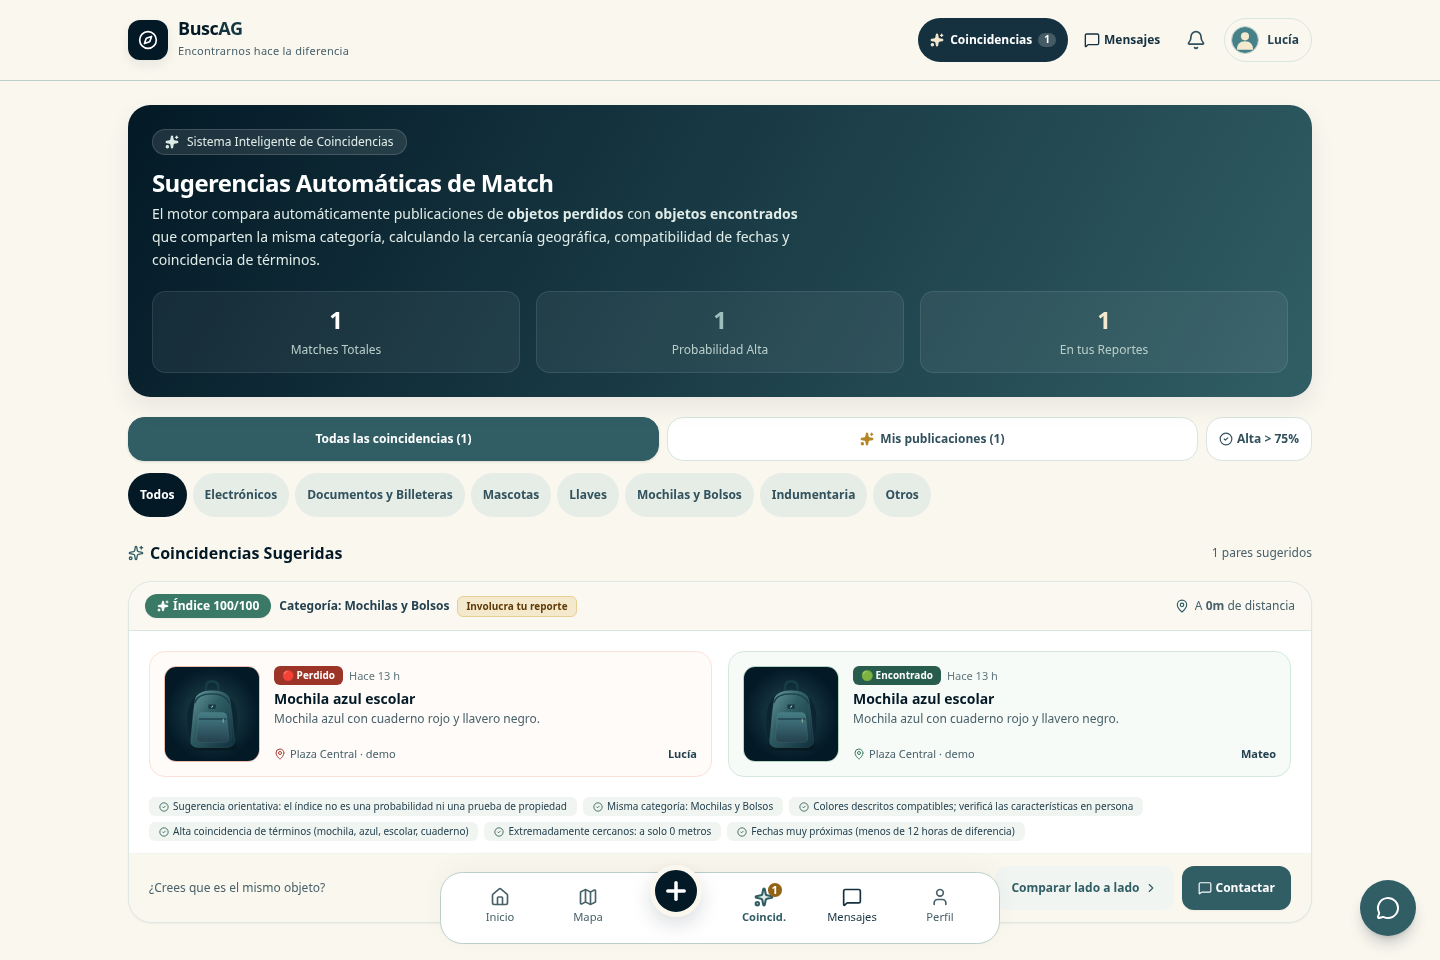 BuscAG
Encontrarnos hace la diferencia
Coincidencias 1
Mensajes
Lucía
Sistema Inteligente de Coincidencias
Sugerencias Automáticas de Match
El motor compara automáticamente publicaciones de objetos perdidos con objetos encontrados
que comparten la misma categoría, calculando la cercanía geográfica, compatibilidad de fechas y
coincidencia de términos.
1
Matches Totales
1
Probabilidad Alta
1
En tus Reportes
Todas las coincidencias (1)
Mis publicaciones (1)
Alta > 75%
Todos
Electrónicos
Documentos y Billeteras
Mascotas
Llaves
Mochilas y Bolsos
Indumentaria
Otros
Coincidencias Sugeridas
1 pares sugeridos
Índice 100/100
Categoría: Mochilas y Bolsos
Involucra tu reporte
A 0m de distancia
Perdido
Hace 13 h
Mochila azul escolar
Mochila azul con cuaderno rojo y llavero negro.
Plaza Central · demo
Lucía
Encontrado
Hace 13 h
Mochila azul escolar
Mochila azul con cuaderno rojo y llavero negro.
Plaza Central · demo
Mateo
Sugerencia orientativa: el índice no es una probabilidad ni una prueba de propiedad
Misma categoría: Mochilas y Bolsos
Colores descritos compatibles; verificá las características en persona
Alta coincidencia de términos (mochila, azul, escolar, cuaderno)
Extremadamente cercanos: a solo 0 metros
Fechas muy próximas (menos de 12 horas de diferencia)
¿Crees que es el mismo objeto?
Comparar lado a lado
Contactar
Inicio
Mapa
1
Coincid.
Mensajes
Perfil